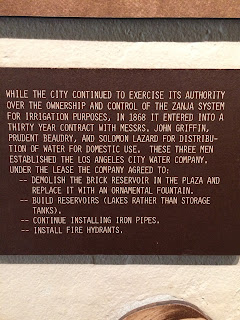 WHILE THE CITY CONTINUED TO EXERCISE ITS AUTHORITY
OVER THE OWNERSHIP AND CONTROL OF THE ZANJA SYSTEM
FOR IRRIGATION PURPOSES, IN 1868 IT ENTERED INTO A
THIRTY YEAR CONTRACT WITH MESSRS. JOHN GRIFFIN,
PRUDENT BEAUDRY, AND SOLOMON LAZARD FOR DISTRIBU-
TION OF WATER FOR DOMESTIC USE. THESE THREE MEN
ESTABLISHED THE LOS ANGELES CITY WATER COMPANY.
UNDER THE LEASE THE COMPANY AGREED TO:
-- DEMOLISH THE BRICK RESERVOIR IN THE PLAZA AND
REPLACE IT WITH AN ORNAMENTAL FOUNTAIN.
-- BUILD RESERVOIRS (LAKES RATHER THAN STORAGE
TANKS).
-- CONTINUE INSTALLING IRON PIPES.
-- INSTALL FIRE HYDRANTS.